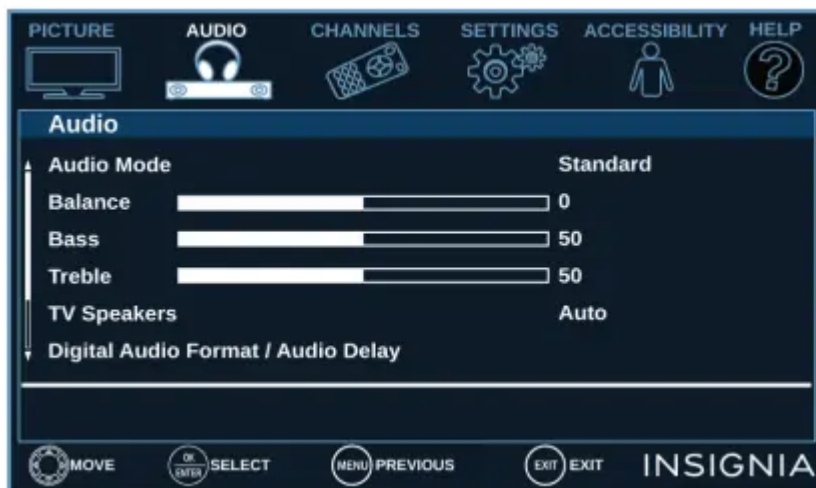 PICTURE AUDIO CHANNELS SETTINGS ACCESSIBILITY HELP
?
Audio
Audio Mode Standard
Balance 0
Bass 50
Treble 50
TV Speakers Auto
Digital Audio Format / Audio Delay
MOVE OK ENTER SELECT MENU PREVIOUS EXIT EXIT INSIGNIA